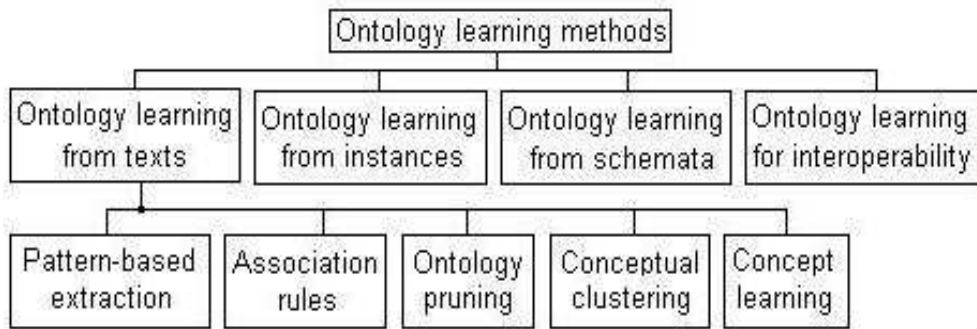 Ontology learning methods
Ontology learning
from texts
Ontology learning
from instances
Ontology learning
from schemata
Ontology learning
for interoperability
Pattern-based
extraction
Association
rules
Ontology
pruning
Conceptual
clustering
Concept
learning